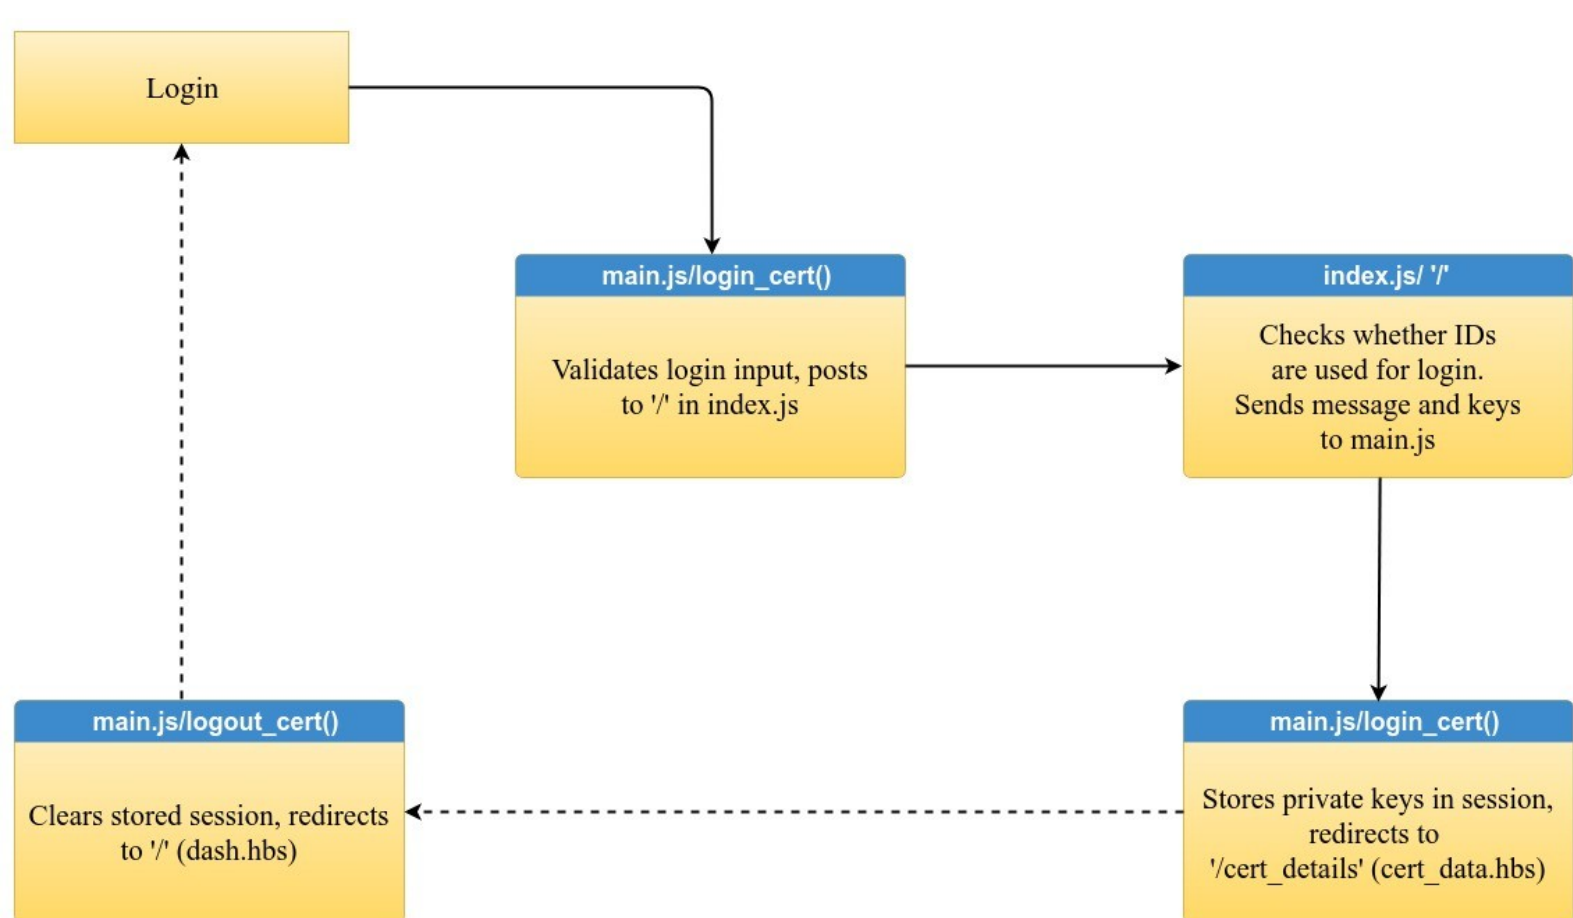 Login
main.js/login_cert()
Validates login input, posts
to '/' in index.js
index.js/ '/'
Checks whether IDs
are used for login.
Sends message and keys
to main.js
main.js/logout_cert()
Clears stored session, redirects
to '/' (dash.hbs)
main.js/login_cert()
Stores private keys in session,
redirects to
'/cert_details' (cert_data.hbs)